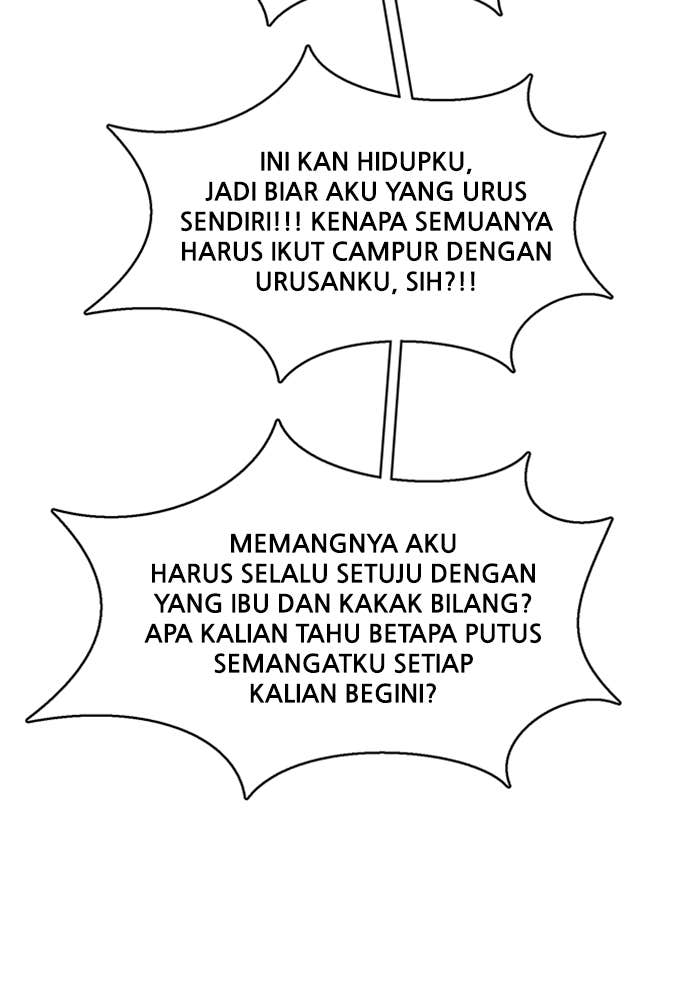 INI KAN HIDUPKU,
JADI BIAR AKU YANG URUS
SENDIRI!!! KENAPA SEMUANYA
HARUS IKUT CAMPUR DENGAN
URUSANKU, SIH?!!
MEMANGNYA AKU
HARUS SELALU SETUJU DENGAN
YANG IBU DAN KAKAK BILANG?
APA KALIAN TAHU BETAPA PUTUS
SEMANGATKU SETIAP
KALIAN BEGINI?